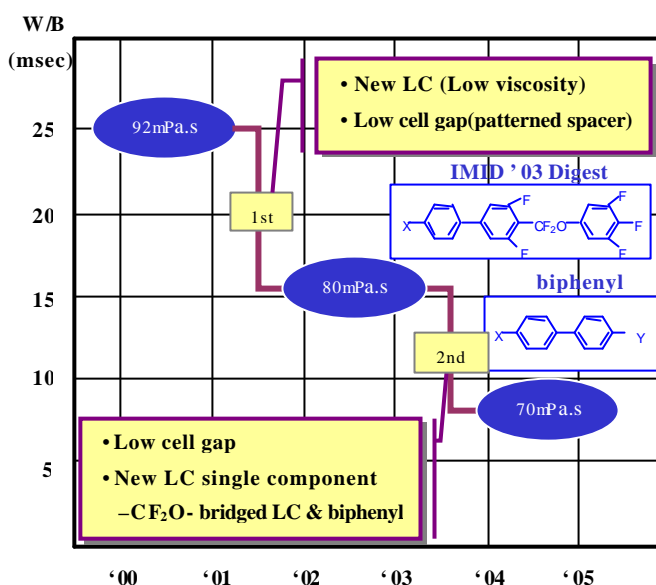 W/B
(msec)
• New LC (Low viscosity)
• Low cell gap(patterned spacer)
25
92mPa.s
IMID ’ 03 Digest
20
1st
X
F
F
CF₂O
F
F
F
80mPa.s
biphenyl
15
X
Y
2nd
10
70mPa.s
• Low cell gap
• New LC single component
–CF₂O- bridged LC & biphenyl
5
‘00 ‘01 ‘02 ‘03 ‘04 ‘05